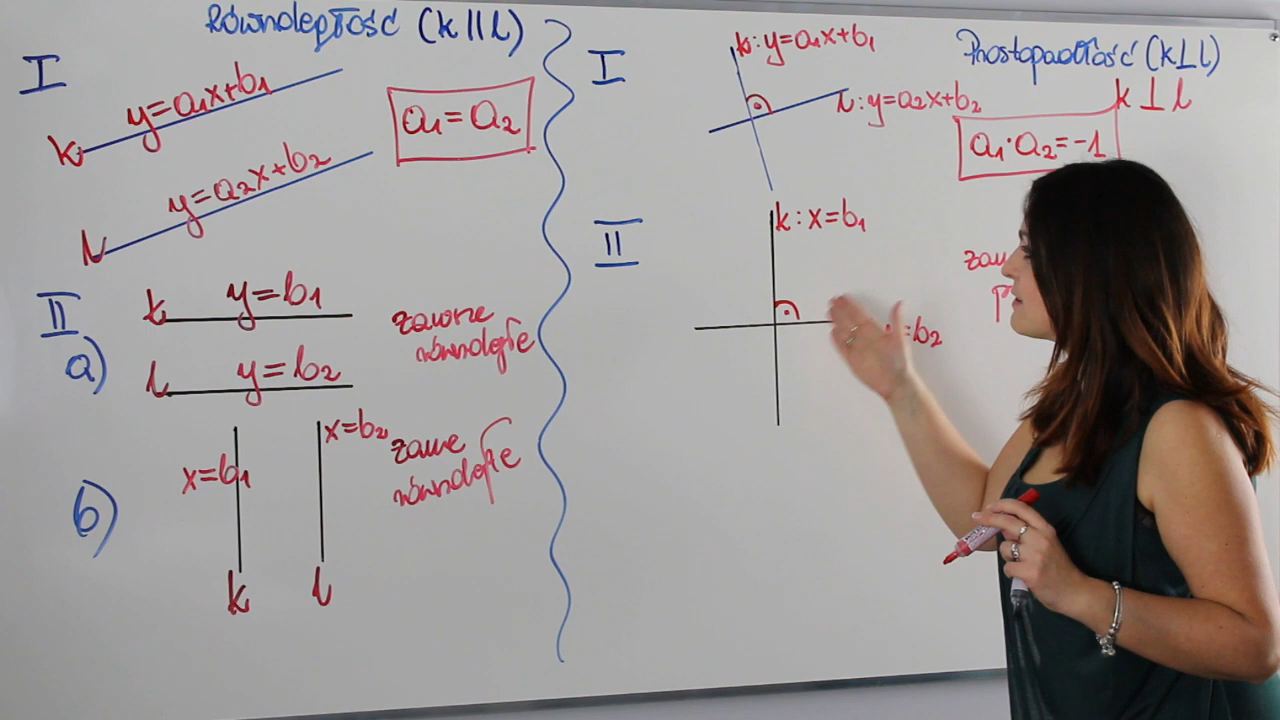 Równoległość (k || l)
I
k
y=a₁x+b₁
l
y=a₂x+b₂
a₁=a₂
II
a)
k y=b₁
l y=b₂
zawsze
równoległe
b)
x=b₁
x=b₂
k
l
zawsze
równoległe
Prostopadłość (k⊥l)
I
k: y=a₁x+b₁
l: y=a₂x+b₂
k ⊥ l
a₁·a₂=-1
II
k: x=b₁
=b₂